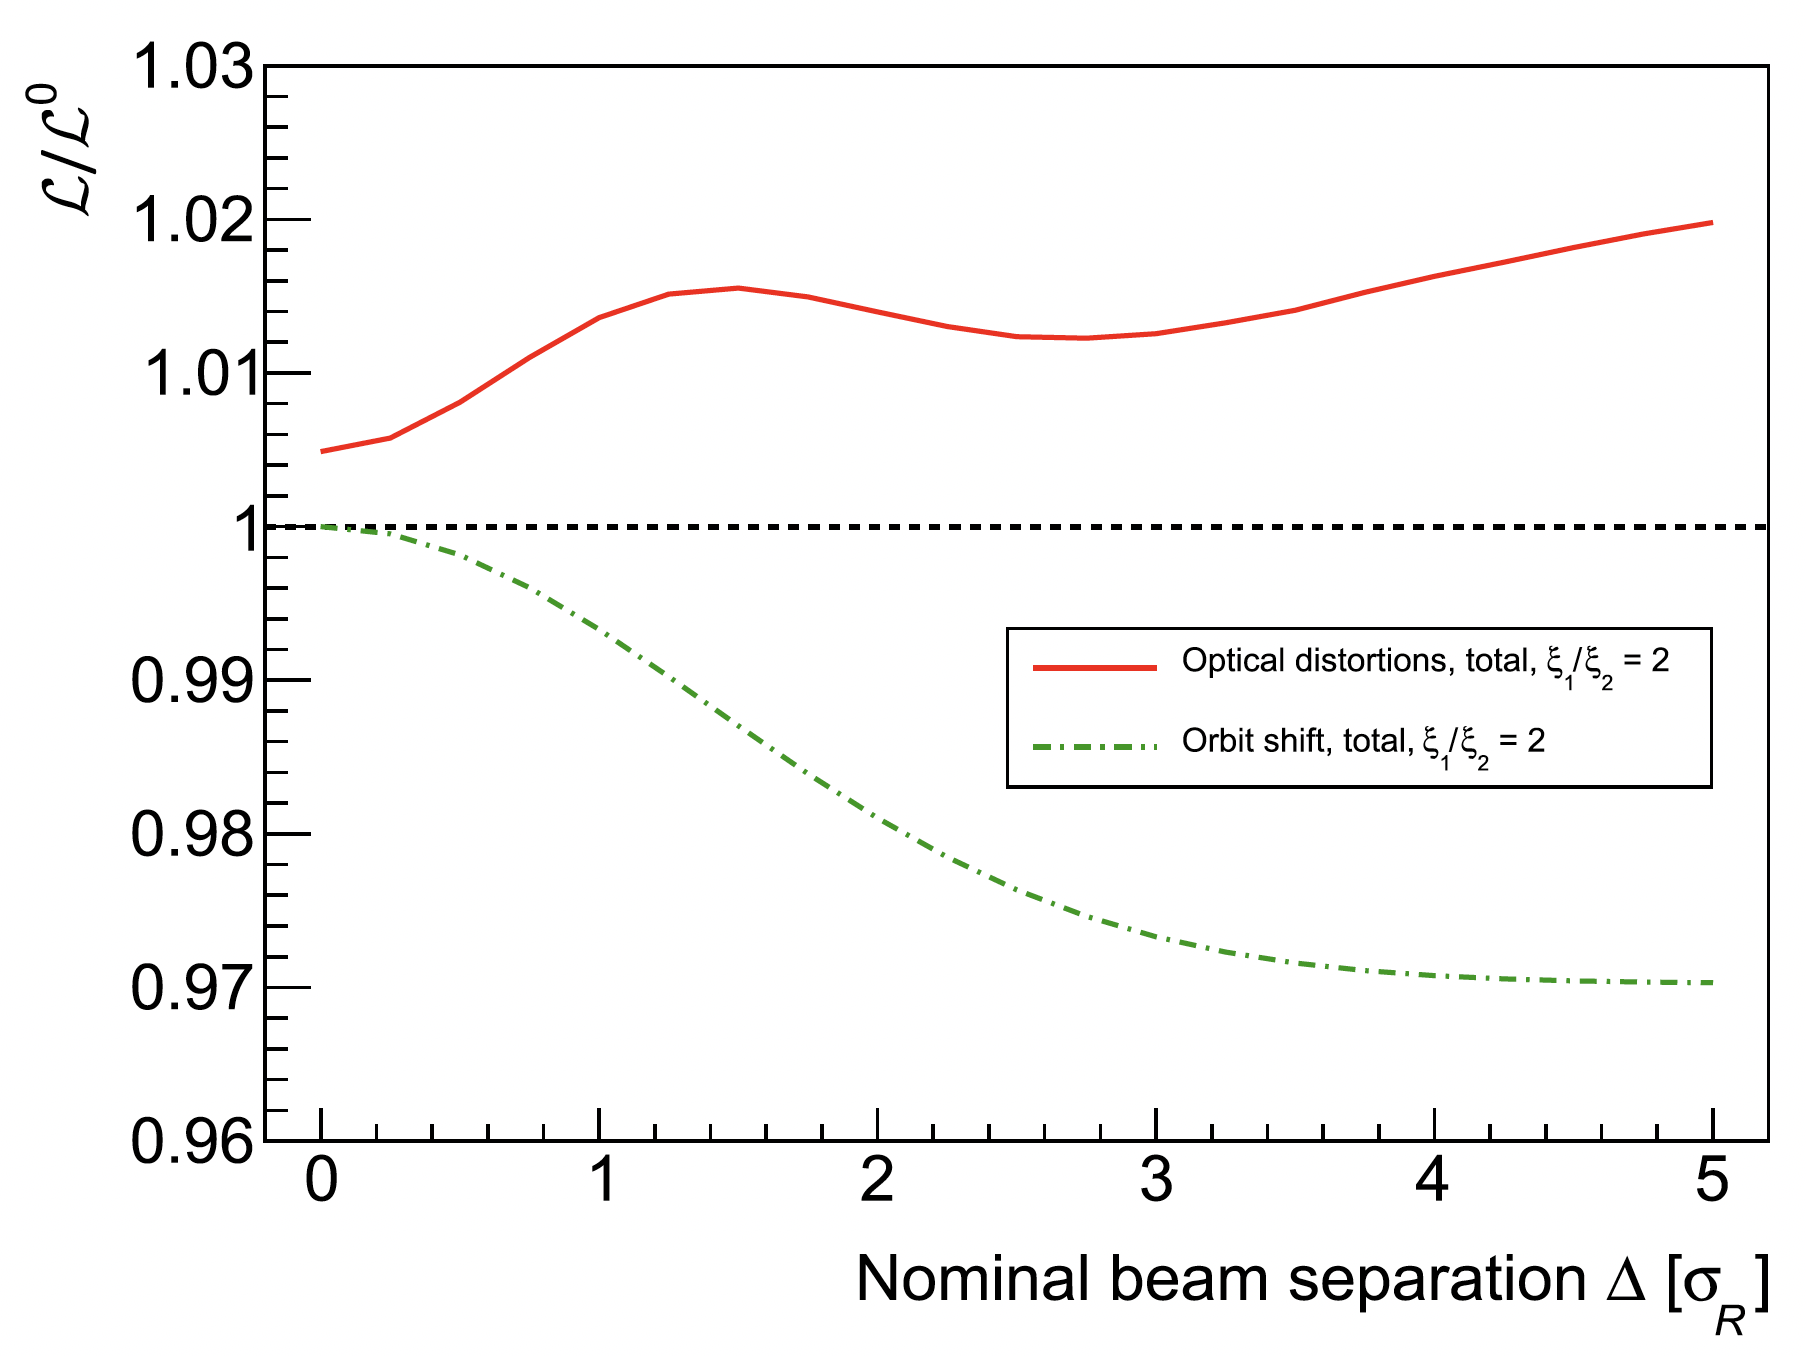 ℒ/ℒ⁰
1.03
1.02
1.01
1
0.99
0.98
0.97
0.96
Optical distortions, total, ξ₁/ξ₂ = 2
Orbit shift, total, ξ₁/ξ₂ = 2
0 1 2 3 4 5
Nominal beam separation Δ [σ_R]